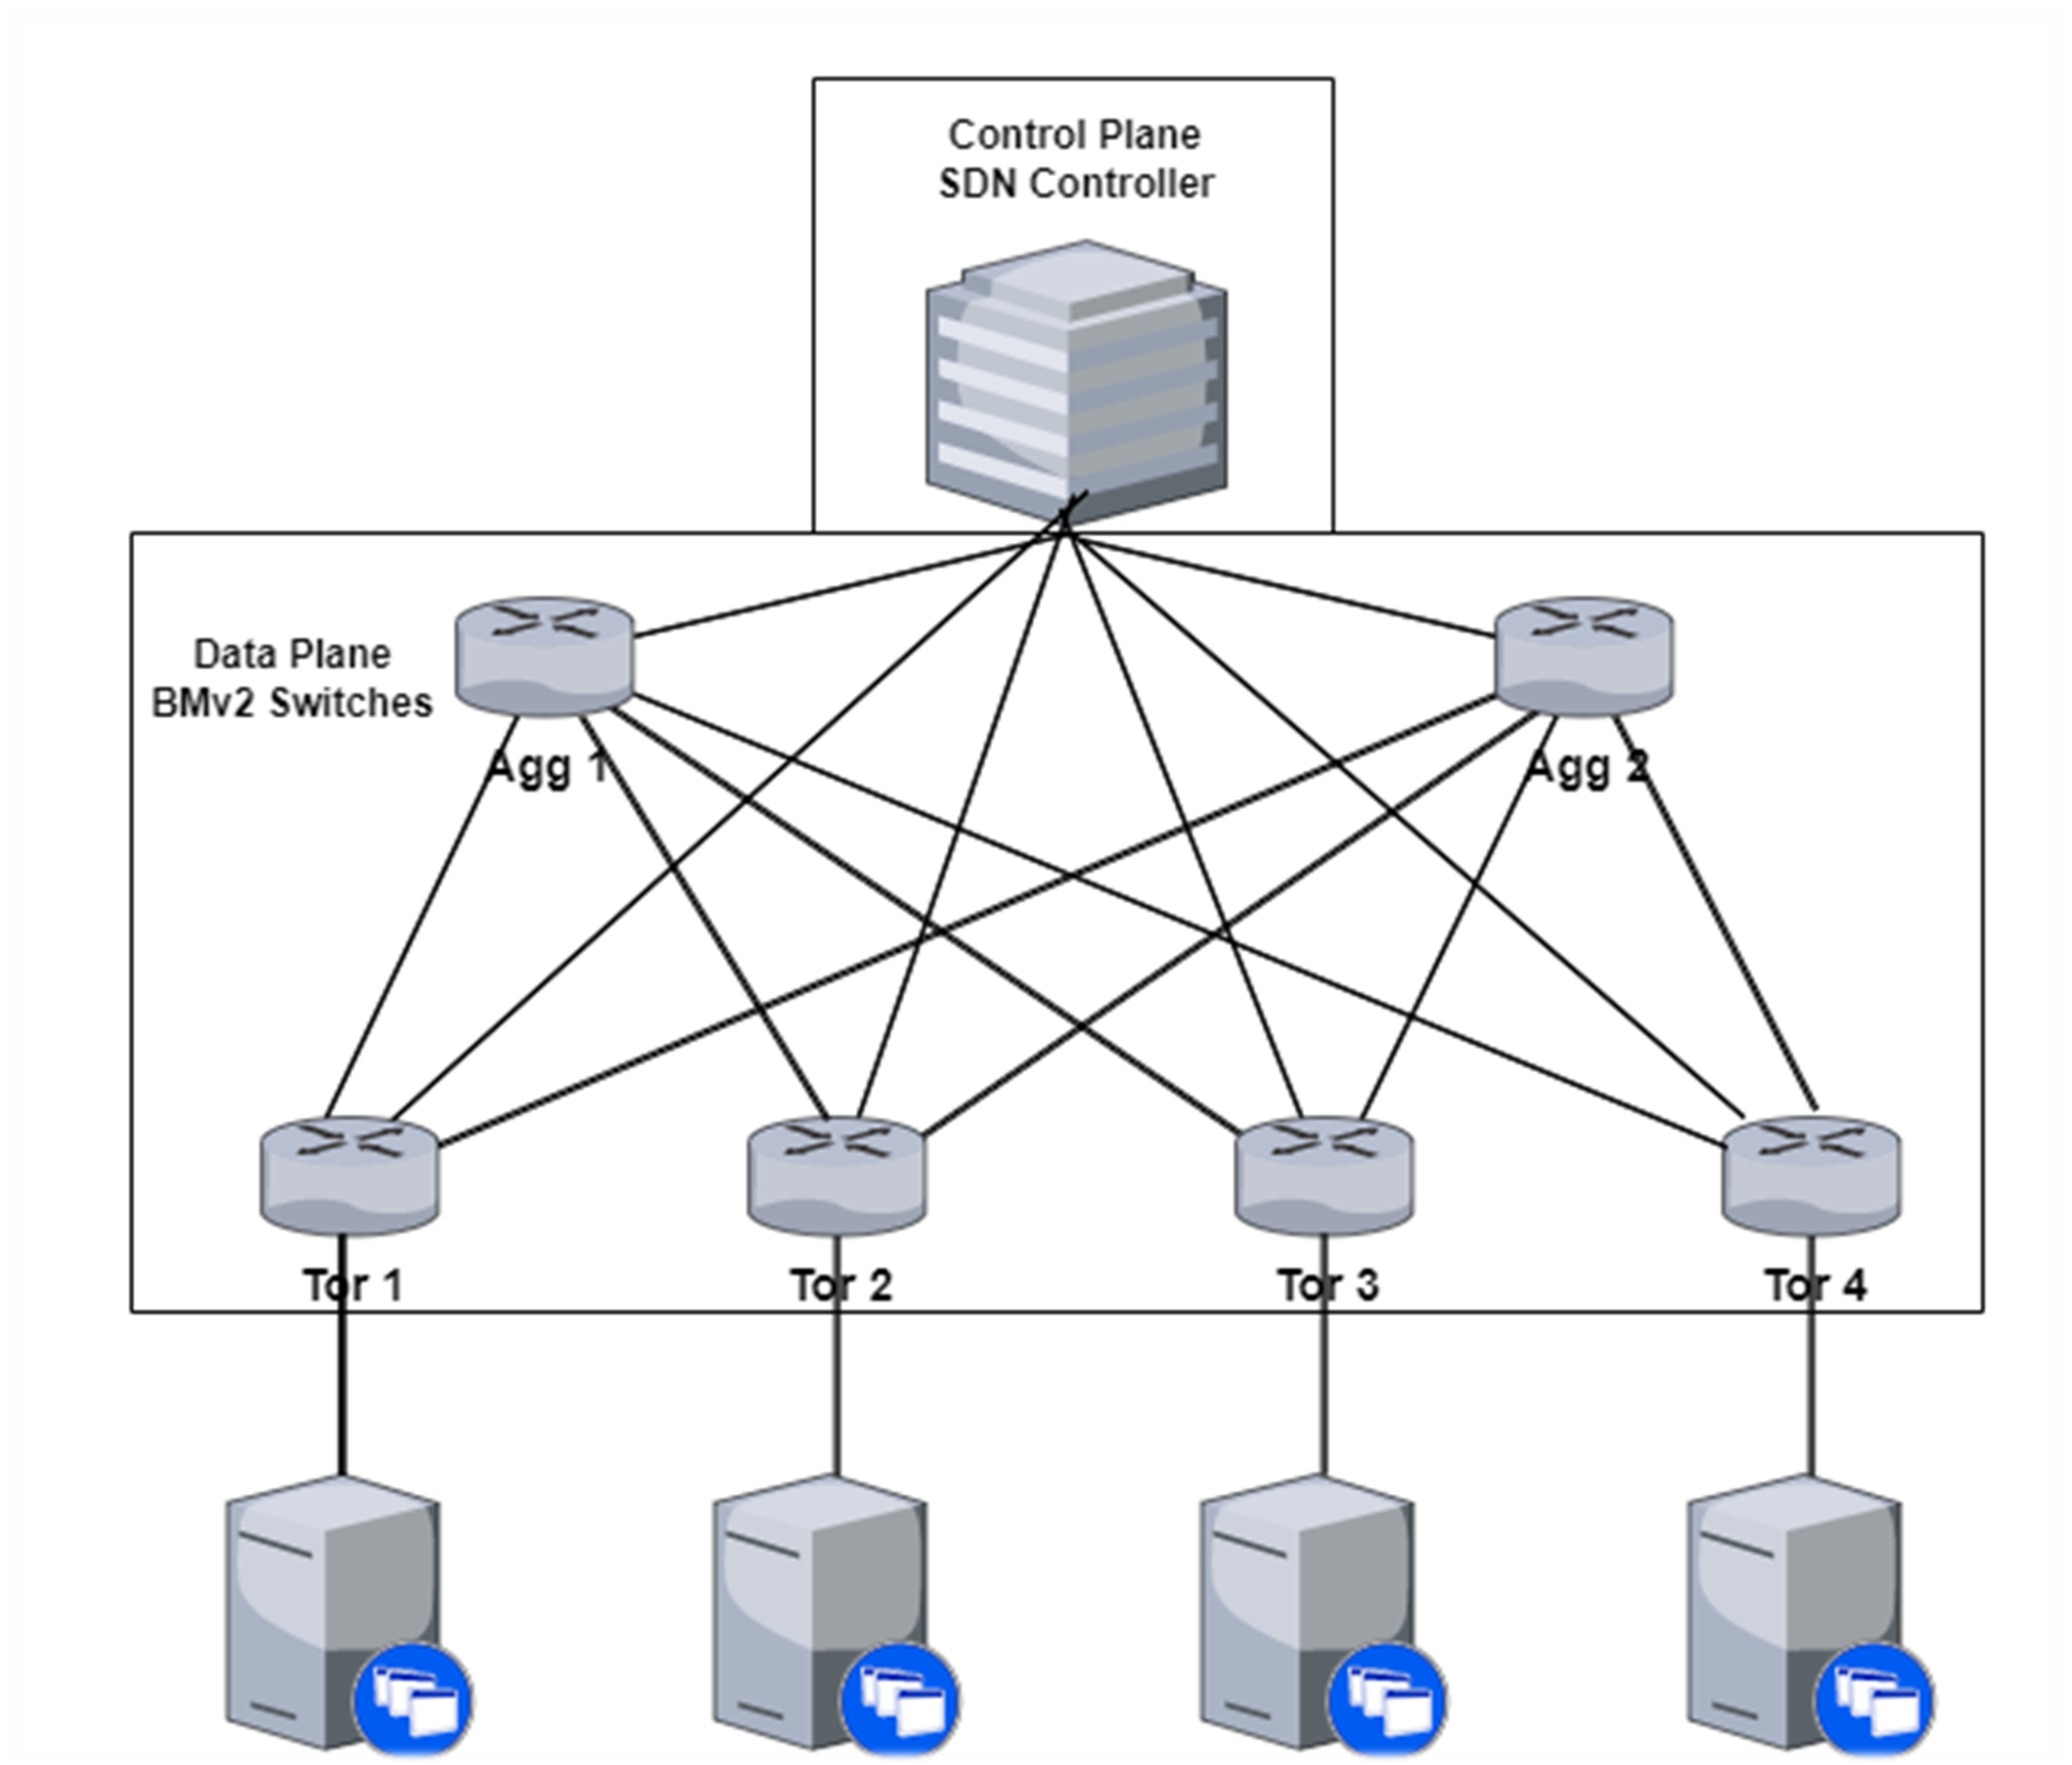 Control Plane
SDN Controller
Data Plane
BMv2 Switches
Agg 1
Agg 2
Tor 1
Tor 2
Tor 3
Tor 4